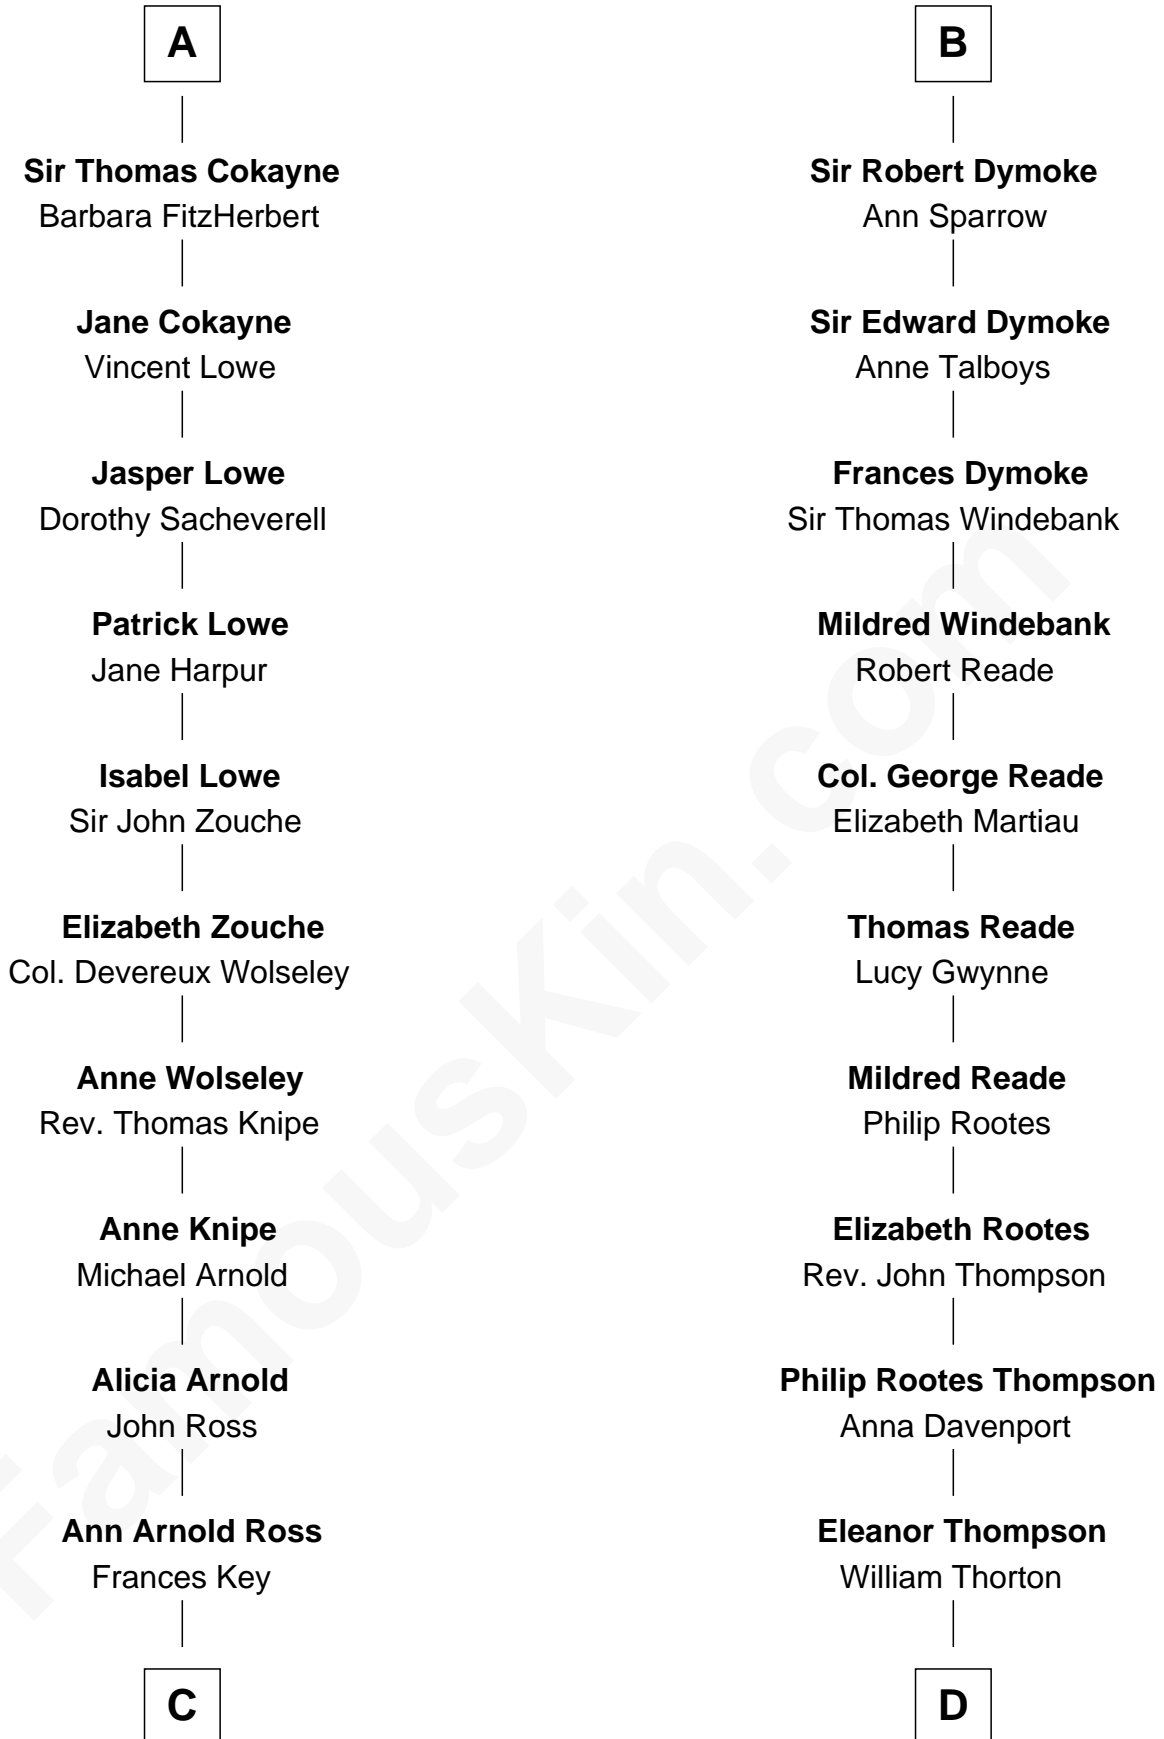 A
Sir Thomas Cokayne
Barbara FitzHerbert
Jane Cokayne
Vincent Lowe
Jasper Lowe
Dorothy Sacheverell
Patrick Lowe
Jane Harpur
Isabel Lowe
Sir John Zouche
Elizabeth Zouche
Col. Devereux Wolseley
Anne Wolseley
Rev. Thomas Knipe
Anne Knipe
Michael Arnold
Alicia Arnold
John Ross
Ann Arnold Ross
Frances Key
C
B
Sir Robert Dymoke
Ann Sparrow
Sir Edward Dymoke
Anne Talboys
Frances Dymoke
Sir Thomas Windebank
Mildred Windebank
Robert Reade
Col. George Reade
Elizabeth Martiau
Thomas Reade
Lucy Gwynne
Mildred Reade
Philip Rootes
Elizabeth Rootes
Rev. John Thompson
Philip Rootes Thompson
Anna Davenport
Eleanor Thompson
William Thorton
D
FamousKin.com